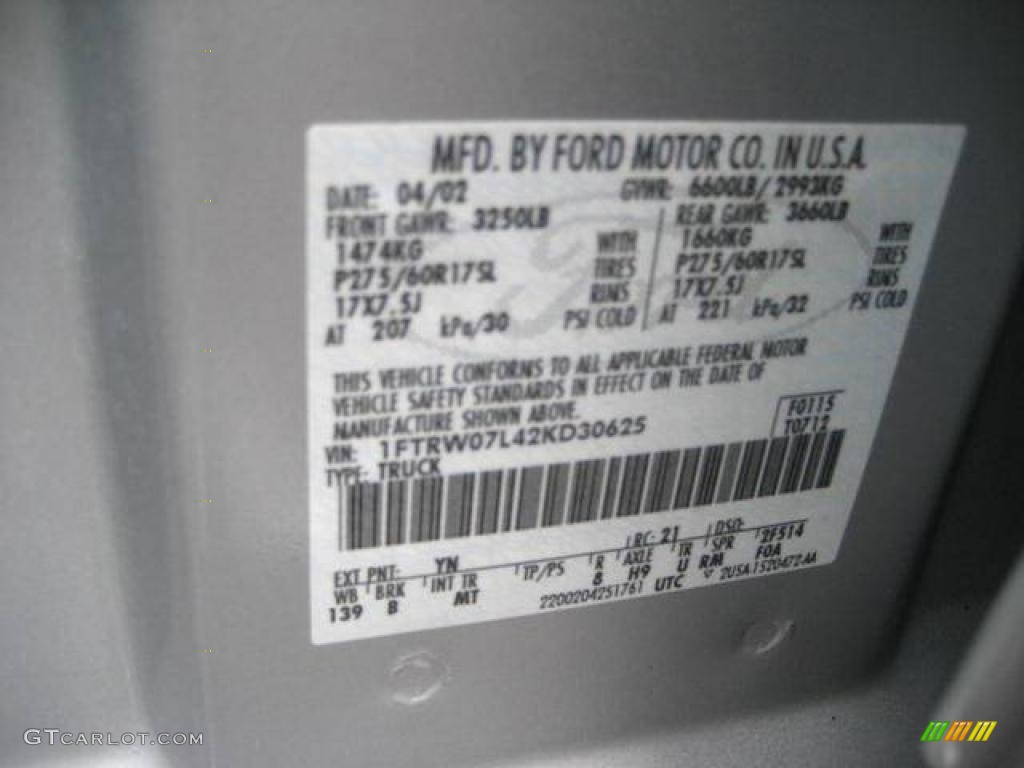 MFD. BY FORD MOTOR CO. IN U.S.A.
DATE: 04/02 GVWR: 6600LB/ 2993KG
FRONT GAWR: 3250LB REAR GAWR: 3660LB
1474KG WITH 1660KG WITH
P275/60R17SL TIRES P275/60R17SL TIRES
17X7.5J RIMS 17X7.5J RIMS
AT 207 kPa/30 PSI COLD AT 221 kPa/32 PSI COLD
THIS VEHICLE CONFORMS TO ALL APPLICABLE FEDERAL MOTOR
VEHICLE SAFETY STANDARDS IN EFFECT ON THE DATE OF
MANUFACTURE SHOWN ABOVE.
VIN: 1FTRW07L42KD30625 F0115
TYPE: TRUCK T0712
EXT PNT: YN RC: 21 DSO:
WB BRK INT TR TP/PS R AXLE TR SPR 2F514
139 B MT 8 H9 U RM F0A
2200204251761 UTC ▽ 2U5A 1520472 AA
GTCARLOT.COM